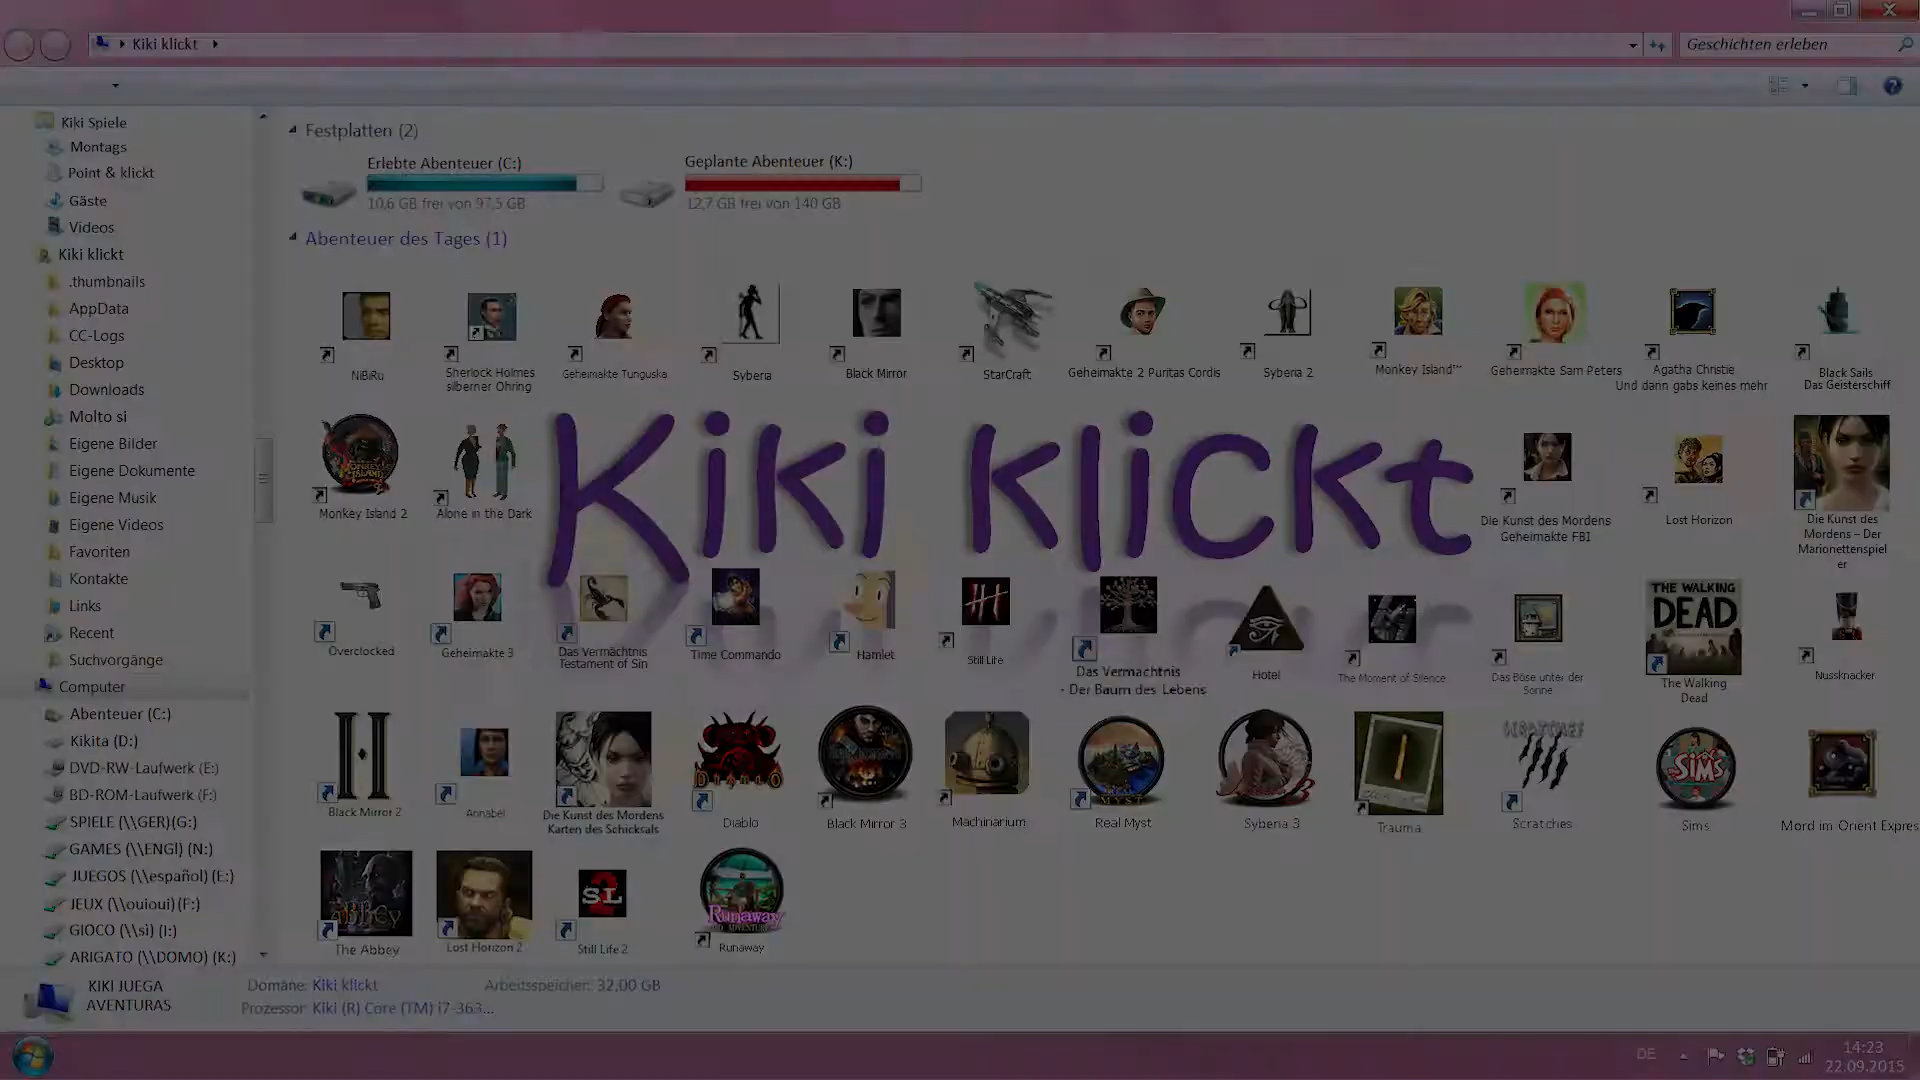 Kiki klickt
Geschichten erleben
Kiki Spiele
Montags
Point & klickt
Gäste
Videos
Kiki klickt
.thumbnails
AppData
CC-Logs
Desktop
Downloads
Molto si
Eigene Bilder
Eigene Dokumente
Eigene Musik
Eigene Videos
Favoriten
Kontakte
Links
Recent
Suchvorgänge
Computer
Abenteuer (C:)
Kikita (D:)
DVD-RW-Laufwerk (E:)
BD-ROM-Laufwerk (F:)
SPIELE (\\GER)(G:)
GAMES (\\ENGl) (N:)
JUEGOS (\\español) (E:)
JEUX (\\ouioui)(F:)
GIOCO (\\sì) (I:)
ARIGATO (\\DOMO) (K:)
Festplatten (2)
Erlebte Abenteuer (C:)
10,6 GB frei von 97,5 GB
Geplante Abenteuer (K:)
12,7 GB frei von 140 GB
Abenteuer des Tages (1)
NiBiRu
Sherlock Holmes
silberner Ohring
Geheimakte Tunguska
Syberia
Black Mirror
StarCraft
Geheimakte 2 Puritas Cordis
Syberia 2
Monkey Island™
Geheimakte Sam Peters
Agatha Christie
Und dann gabs keines mehr
Black Sails
Das Geisterschiff
Monkey Island 2
Alone in the Dark
Kiki klickt
Die Kunst des Mordens
Geheimakte FBI
Lost Horizon
Die Kunst des
Mordens – Der
Marionettenspiel
er
Overclocked
Geheimakte 3
Das Vermächtnis
Testament of Sin
Time Commando
Hamlet
Still Life
Das Vermächtnis
- Der Baum des Lebens
Hotel
The Moment of Silence
Das Böse unter der
Sonne
THE WALKING
DEAD
The Walking
Dead
Nussknacker
Black Mirror 2
Annabel
Die Kunst des Mordens
Karten des Schicksals
DIABLO
Diablo
Black Mirror 3
Machinarium
MYST
Real Myst
Syberia 3
Trauma
SCRATCHES
Scratches
The SIMS
Sims
Mord im Orient Expres
ABBEY
The Abbey
Lost Horizon 2
SL 2
Still Life 2
Runaway
Runaway
KIKI JUEGA
AVENTURAS
Domäne: Kiki klickt
Arbeitsspeicher: 32,00 GB
Prozessor: Kiki (R) Core (TM) i7-363...
DE
14:23
22.09.2015